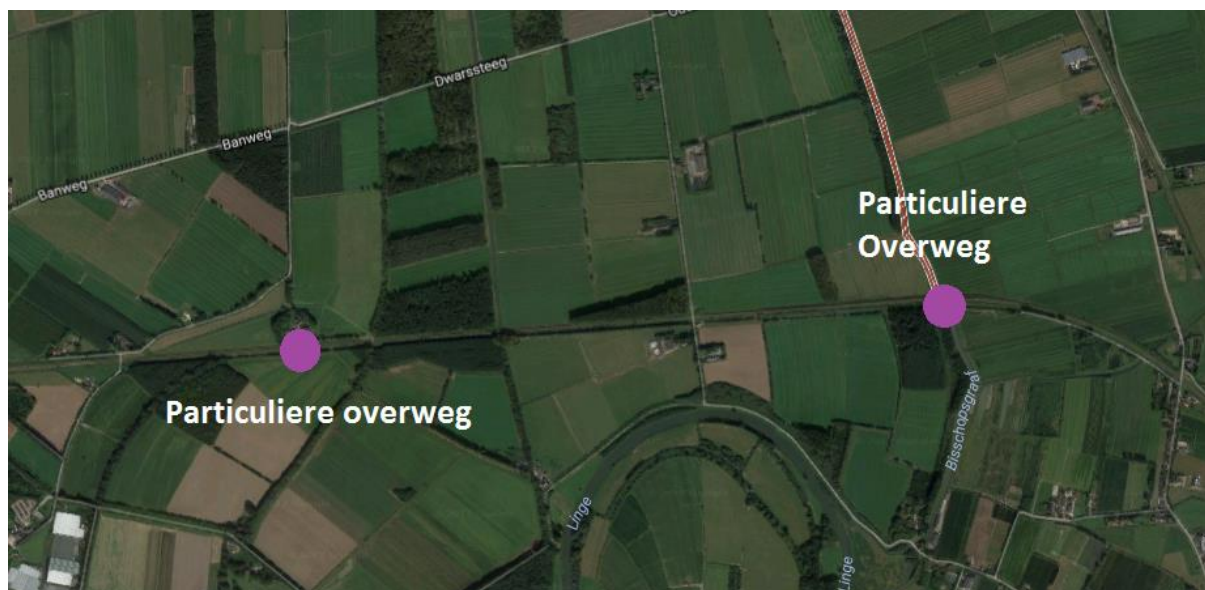 Dwarssteeg
Banweg
Banweg
Particuliere
Overweg
Particuliere overweg
Bisschopsgraaf
Linge
Linge